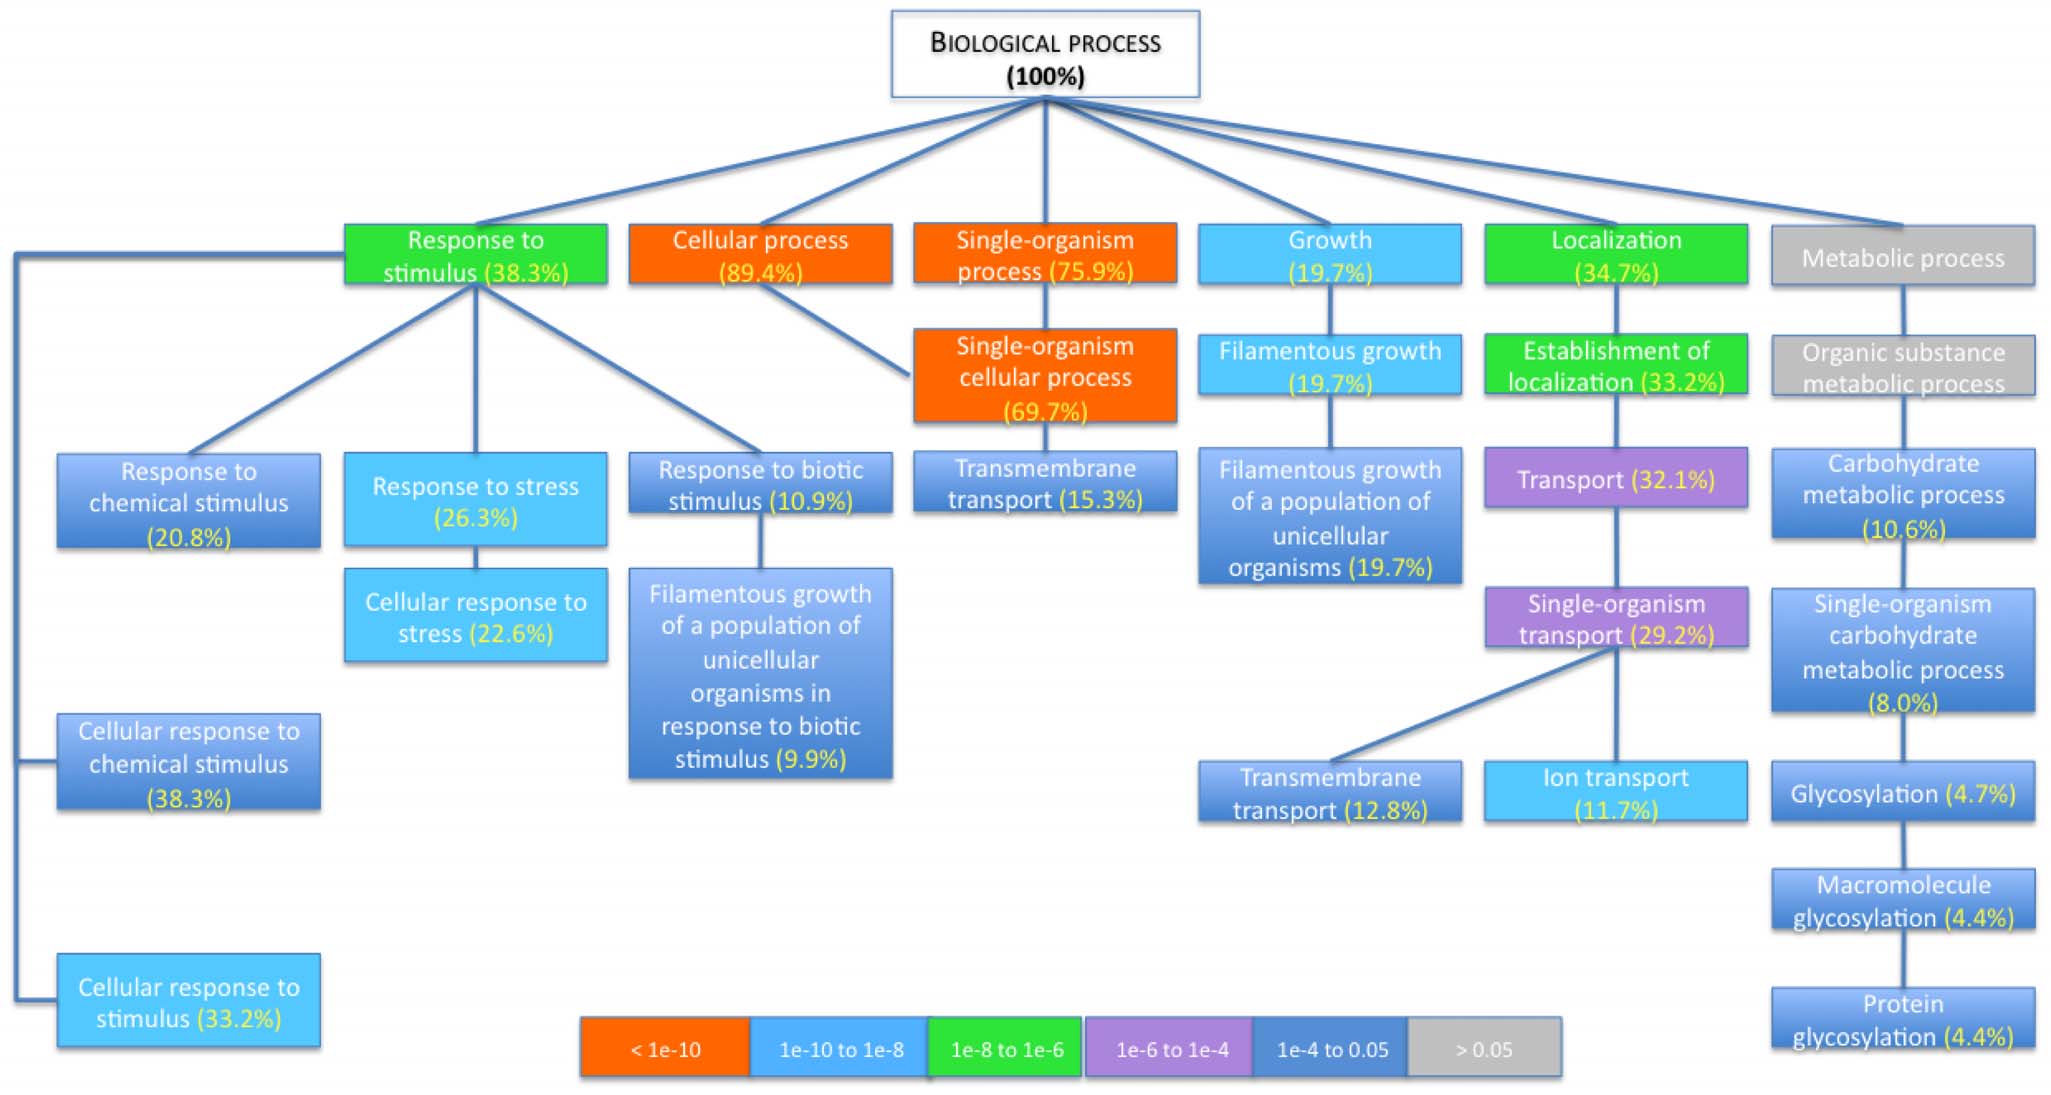 BIOLOGICAL PROCESS
(100%)
Response to
stimulus (38.3%)
Cellular process
(89.4%)
Single-organism
process (75.9%)
Growth
(19.7%)
Localization
(34.7%)
Metabolic process
Single-organism
cellular process
(69.7%)
Filamentous growth
(19.7%)
Establishment of
localization (33.2%)
Organic substance
metabolic process
Response to
chemical stimulus
(20.8%)
Response to stress
(26.3%)
Response to biotic
stimulus (10.9%)
Transmembrane
transport (15.3%)
Filamentous growth
of a population of
unicellular
organisms (19.7%)
Transport (32.1%)
Carbohydrate
metabolic process
(10.6%)
Cellular response to
stress (22.6%)
Filamentous growth
of a population of
unicellular
organisms in
response to biotic
stimulus (9.9%)
Single-organism
transport (29.2%)
Single-organism
carbohydrate
metabolic process
(8.0%)
Cellular response to
chemical stimulus
(38.3%)
Transmembrane
transport (12.8%)
Ion transport
(11.7%)
Glycosylation (4.7%)
Macromolecule
glycosylation (4.4%)
Cellular response to
stimulus (33.2%)
Protein
glycosylation (4.4%)
< 1e-10
1e-10 to 1e-8
1e-8 to 1e-6
1e-6 to 1e-4
1e-4 to 0.05
> 0.05